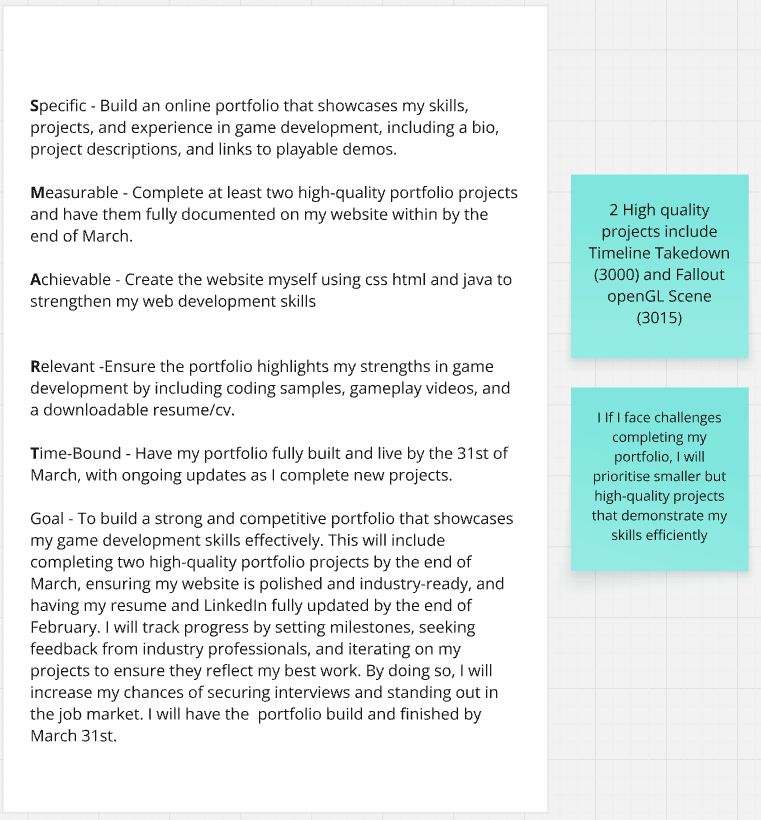 Specific - Build an online portfolio that showcases my skills,
projects, and experience in game development, including a bio,
project descriptions, and links to playable demos.
Measurable - Complete at least two high-quality portfolio projects
and have them fully documented on my website within by the
end of March.
Achievable - Create the website myself using css html and java to
strengthen my web development skills
Relevant -Ensure the portfolio highlights my strengths in game
development by including coding samples, gameplay videos, and
a downloadable resume/cv.
Time-Bound - Have my portfolio fully built and live by the 31st of
March, with ongoing updates as I complete new projects.
Goal - To build a strong and competitive portfolio that showcases
my game development skills effectively. This will include
completing two high-quality portfolio projects by the end of
March, ensuring my website is polished and industry-ready, and
having my resume and LinkedIn fully updated by the end of
February. I will track progress by setting milestones, seeking
feedback from industry professionals, and iterating on my
projects to ensure they reflect my best work. By doing so, I will
increase my chances of securing interviews and standing out in
the job market. I will have the  portfolio build and finished by
March 31st.
2 High quality
projects include
Timeline Takedown
(3000) and Fallout
openGL Scene
(3015)
I If I face challenges
completing my
portfolio, I will
prioritise smaller but
high-quality projects
that demonstrate my
skills efficiently